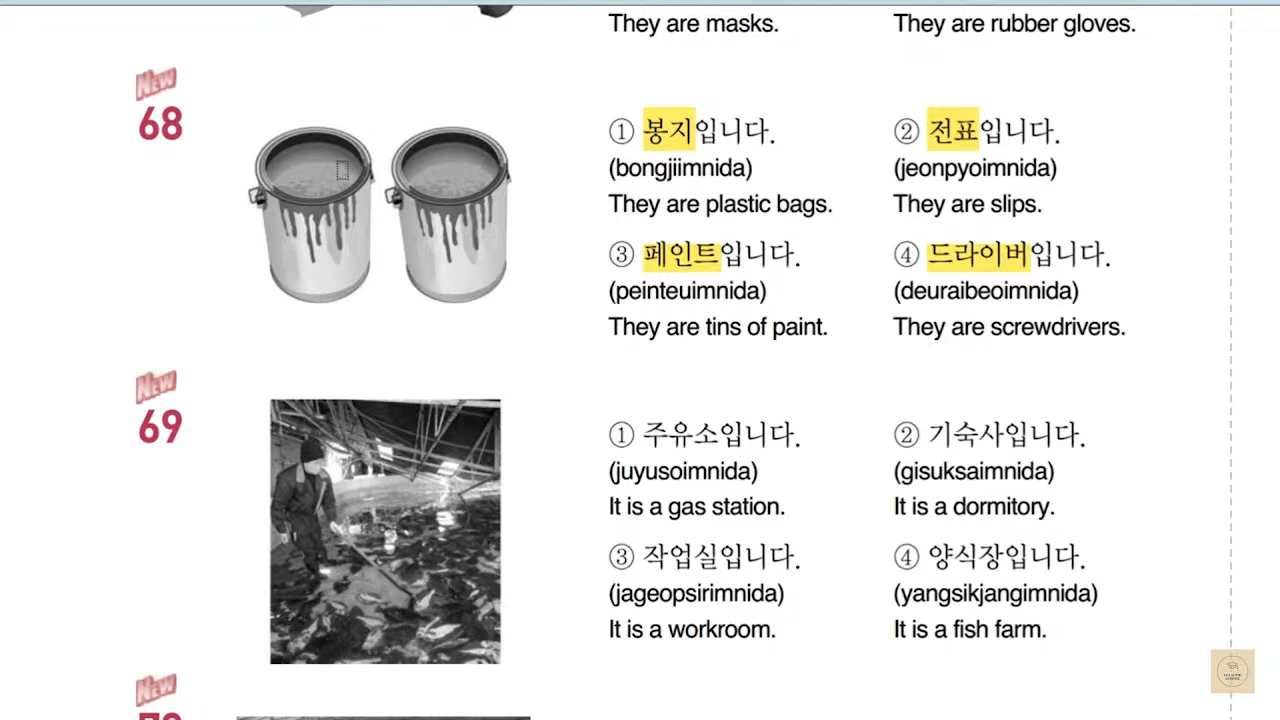 They are masks.
They are rubber gloves.
NEW
68
① 봉지입니다.
(bongjiimnida)
They are plastic bags.
② 전표입니다.
(jeonpyoimnida)
They are slips.
③ 페인트입니다.
(peinteuimnida)
They are tins of paint.
④ 드라이버입니다.
(deuraibeoimnida)
They are screwdrivers.
NEW
69
① 주유소입니다.
(juyusoimnida)
It is a gas station.
② 기숙사입니다.
(gisuksaimnida)
It is a dormitory.
③ 작업실입니다.
(jageopsirimnida)
It is a workroom.
④ 양식장입니다.
(yangsikjangimnida)
It is a fish farm.
NEW